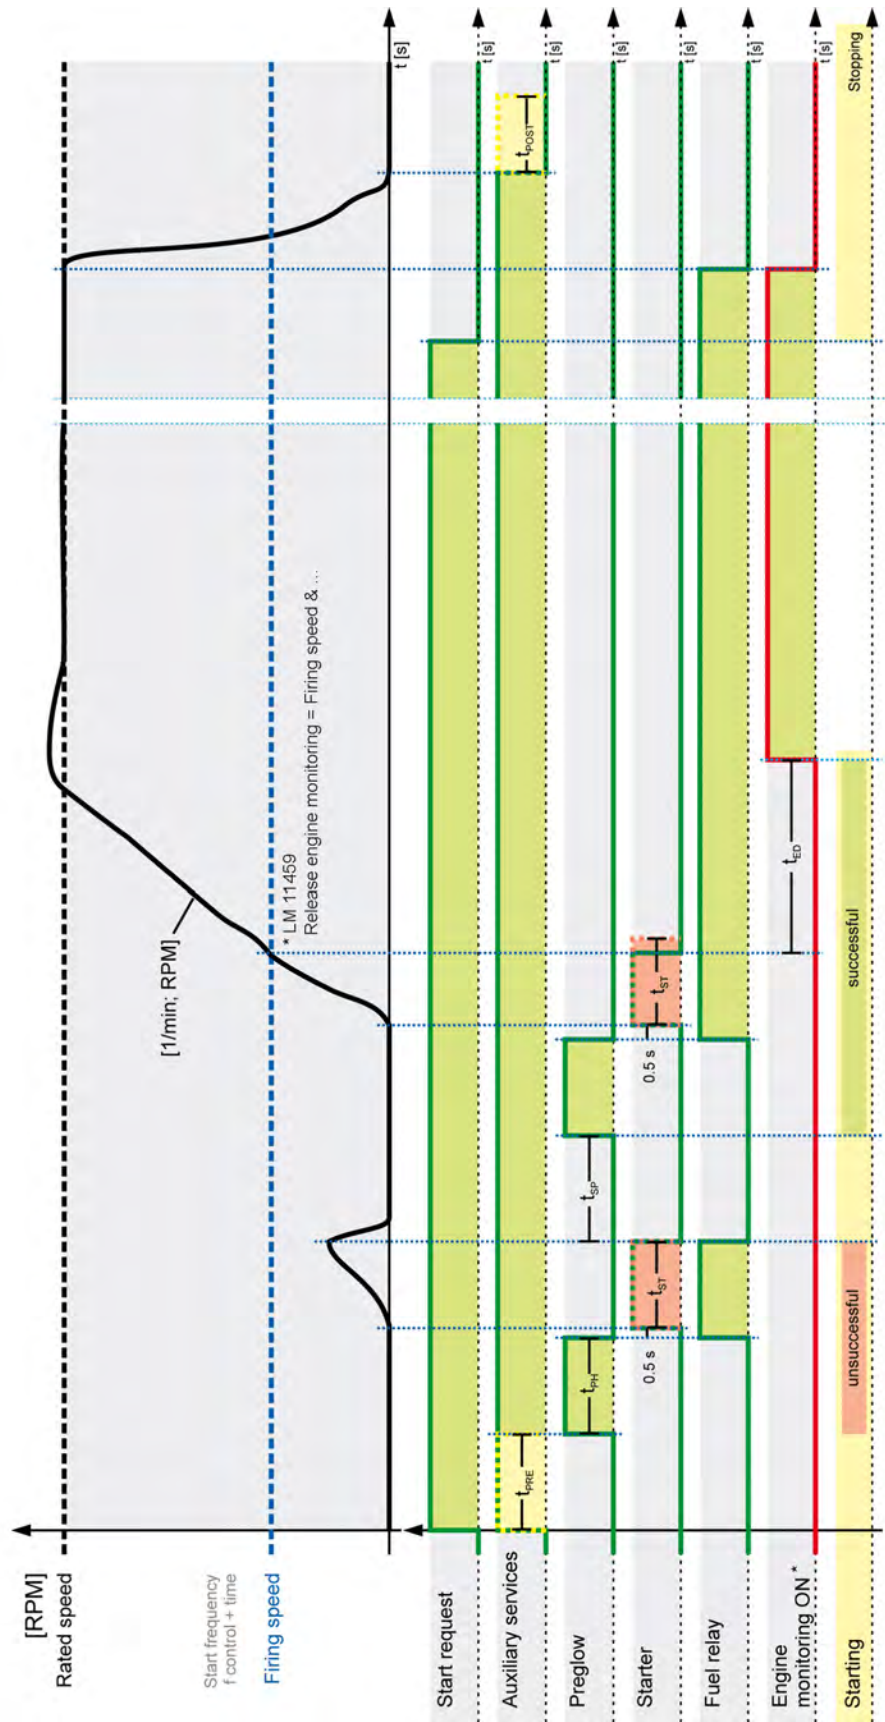 [RPM]
Rated speed
Start frequency
f control + time
Firing speed
[1/min; RPM]
* LM 11459
Release engine monitoring = Firing speed & ...
t [s]
Start request
t [s]
Auxiliary services
tPRE
tPOST
t [s]
Preglow
tPH
tSP
t [s]
Starter
0.5 s
tST
0.5 s
tST
t [s]
Fuel relay
t [s]
Engine
monitoring ON *
tED
t [s]
Starting
unsuccessful
successful
Stopping